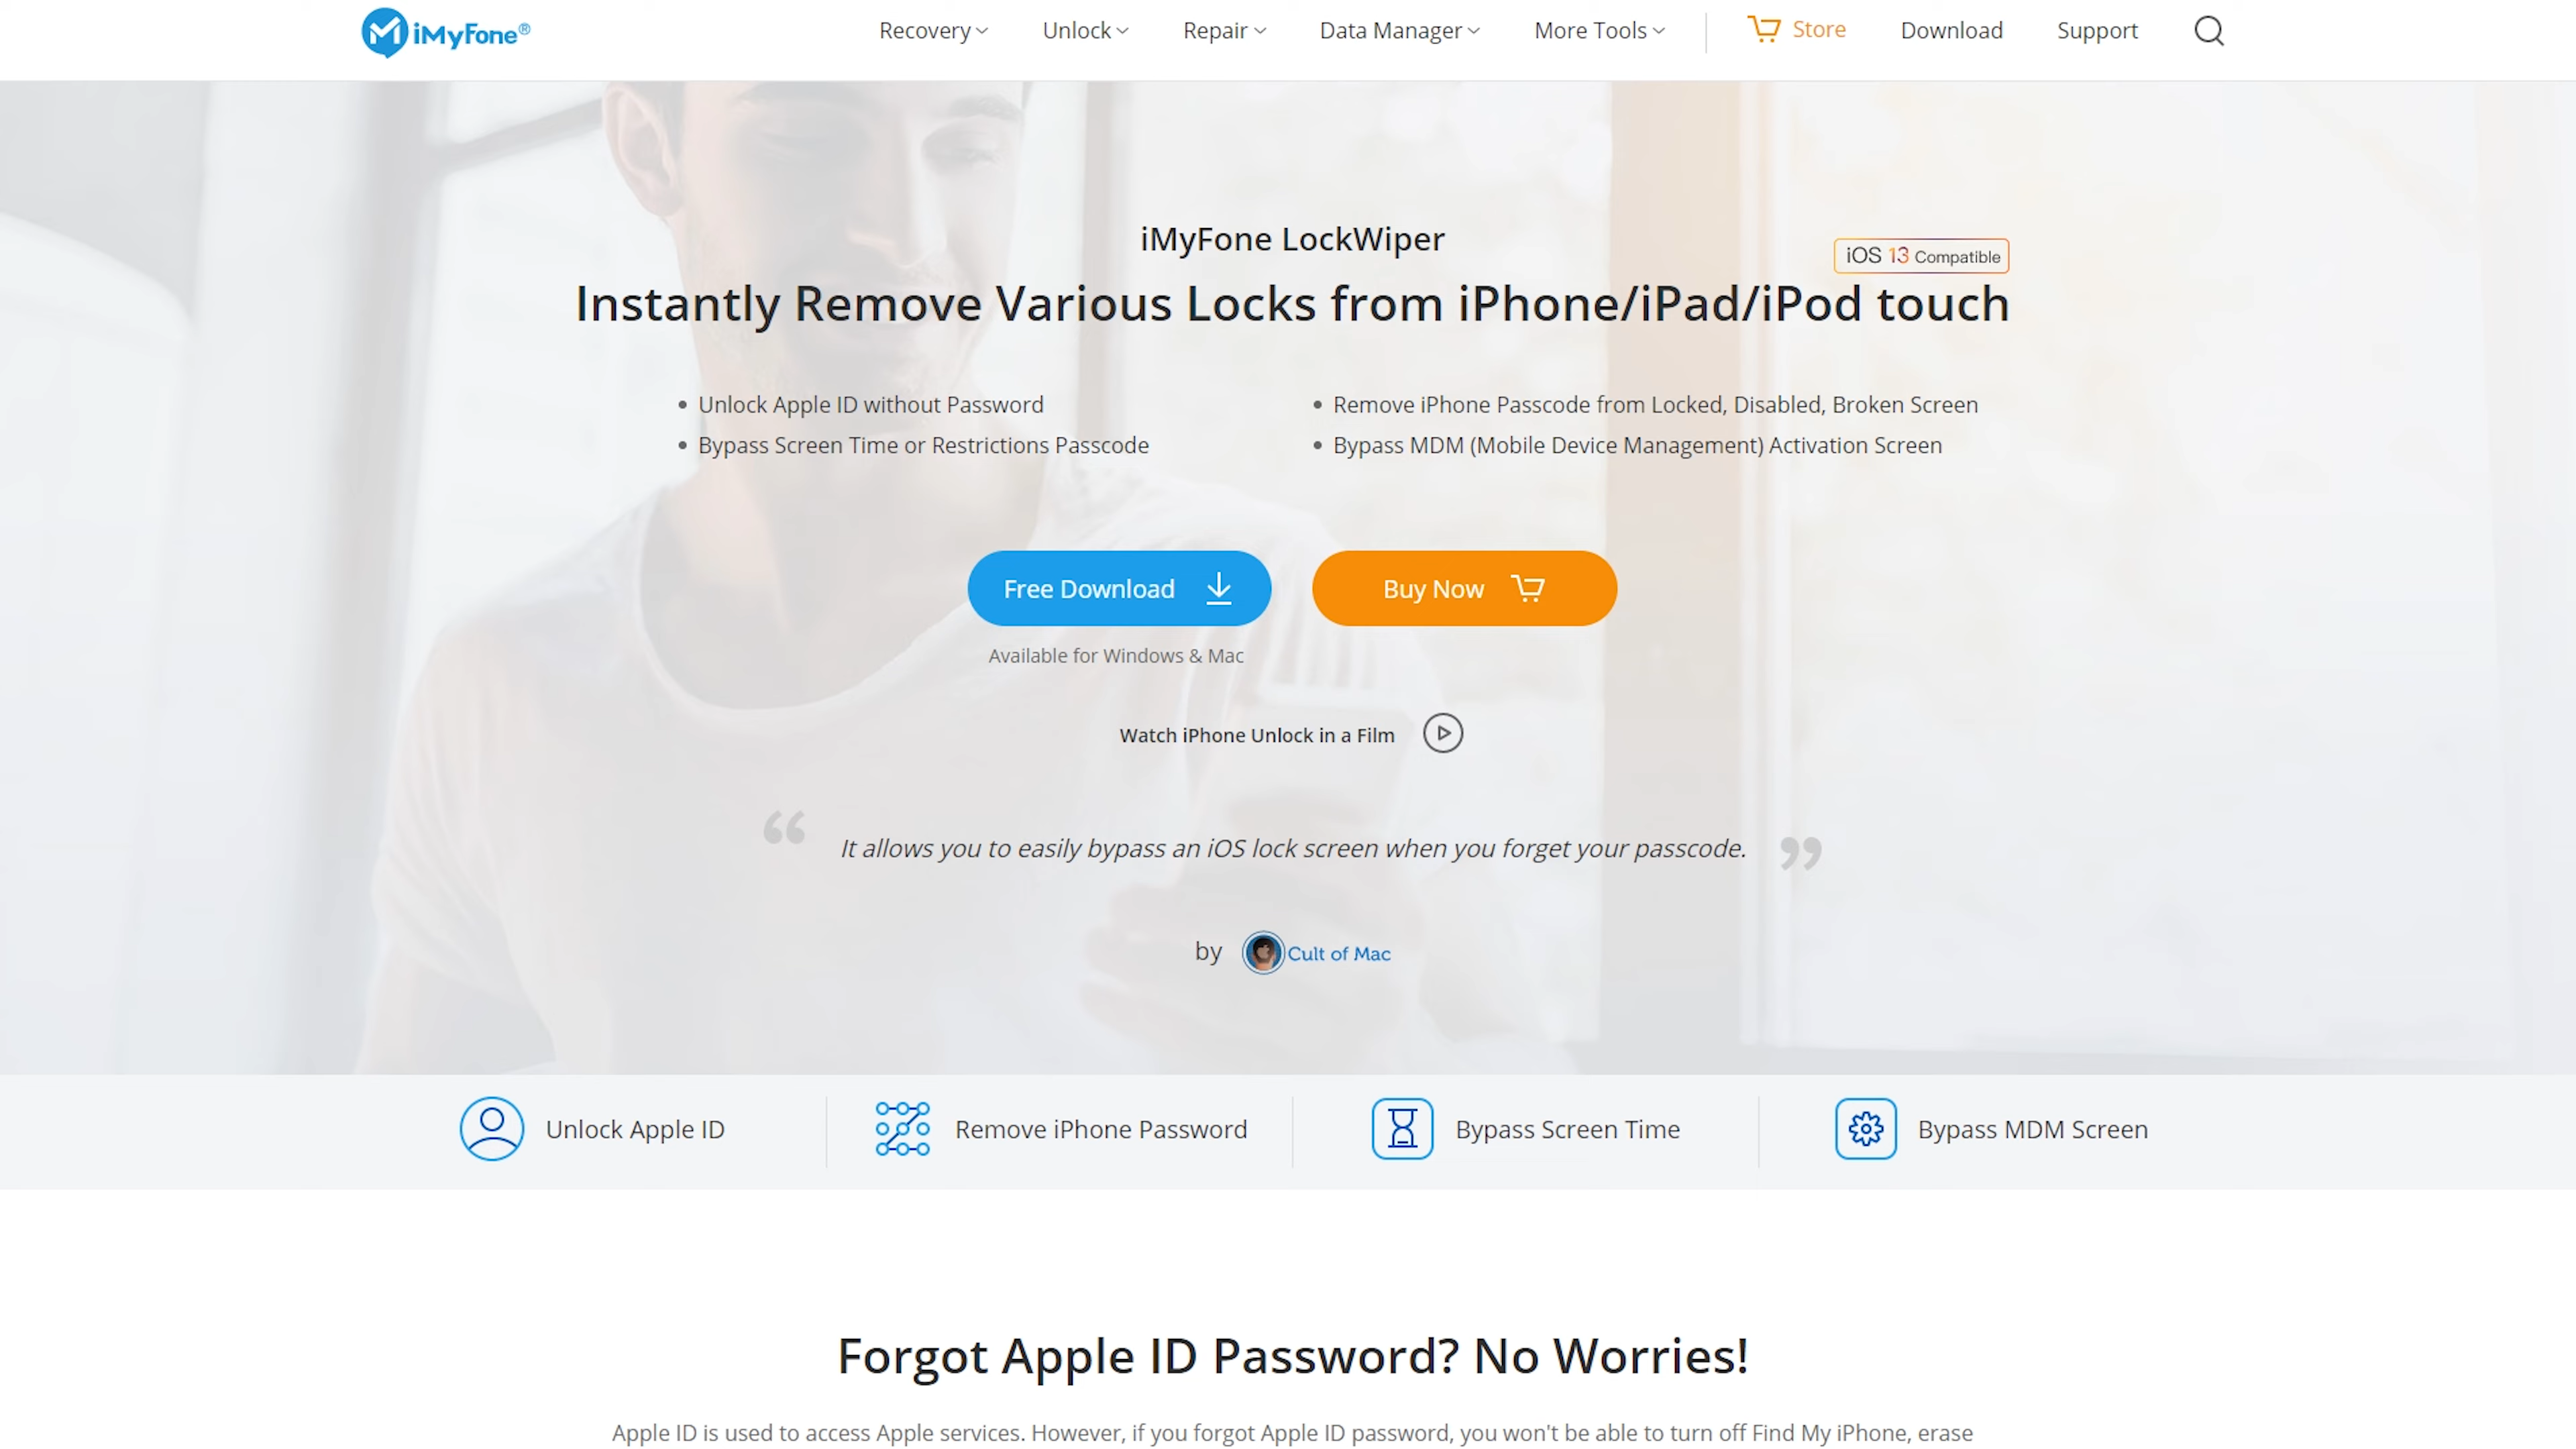 iMyFone®
Recovery Unlock Repair Data Manager More Tools Store Download Support
iMyFone LockWiper
iOS 13 Compatible
Instantly Remove Various Locks from iPhone/iPad/iPod touch
Unlock Apple ID without Password
Remove iPhone Passcode from Locked, Disabled, Broken Screen
Bypass Screen Time or Restrictions Passcode
Bypass MDM (Mobile Device Management) Activation Screen
Free Download
Buy Now
Available for Windows & Mac
Watch iPhone Unlock in a Film
“ It allows you to easily bypass an iOS lock screen when you forget your passcode. ”
by Cult of Mac
Unlock Apple ID
Remove iPhone Password
Bypass Screen Time
Bypass MDM Screen
Forgot Apple ID Password? No Worries!
Apple ID is used to access Apple services. However, if you forgot Apple ID password, you won't be able to turn off Find My iPhone, erase